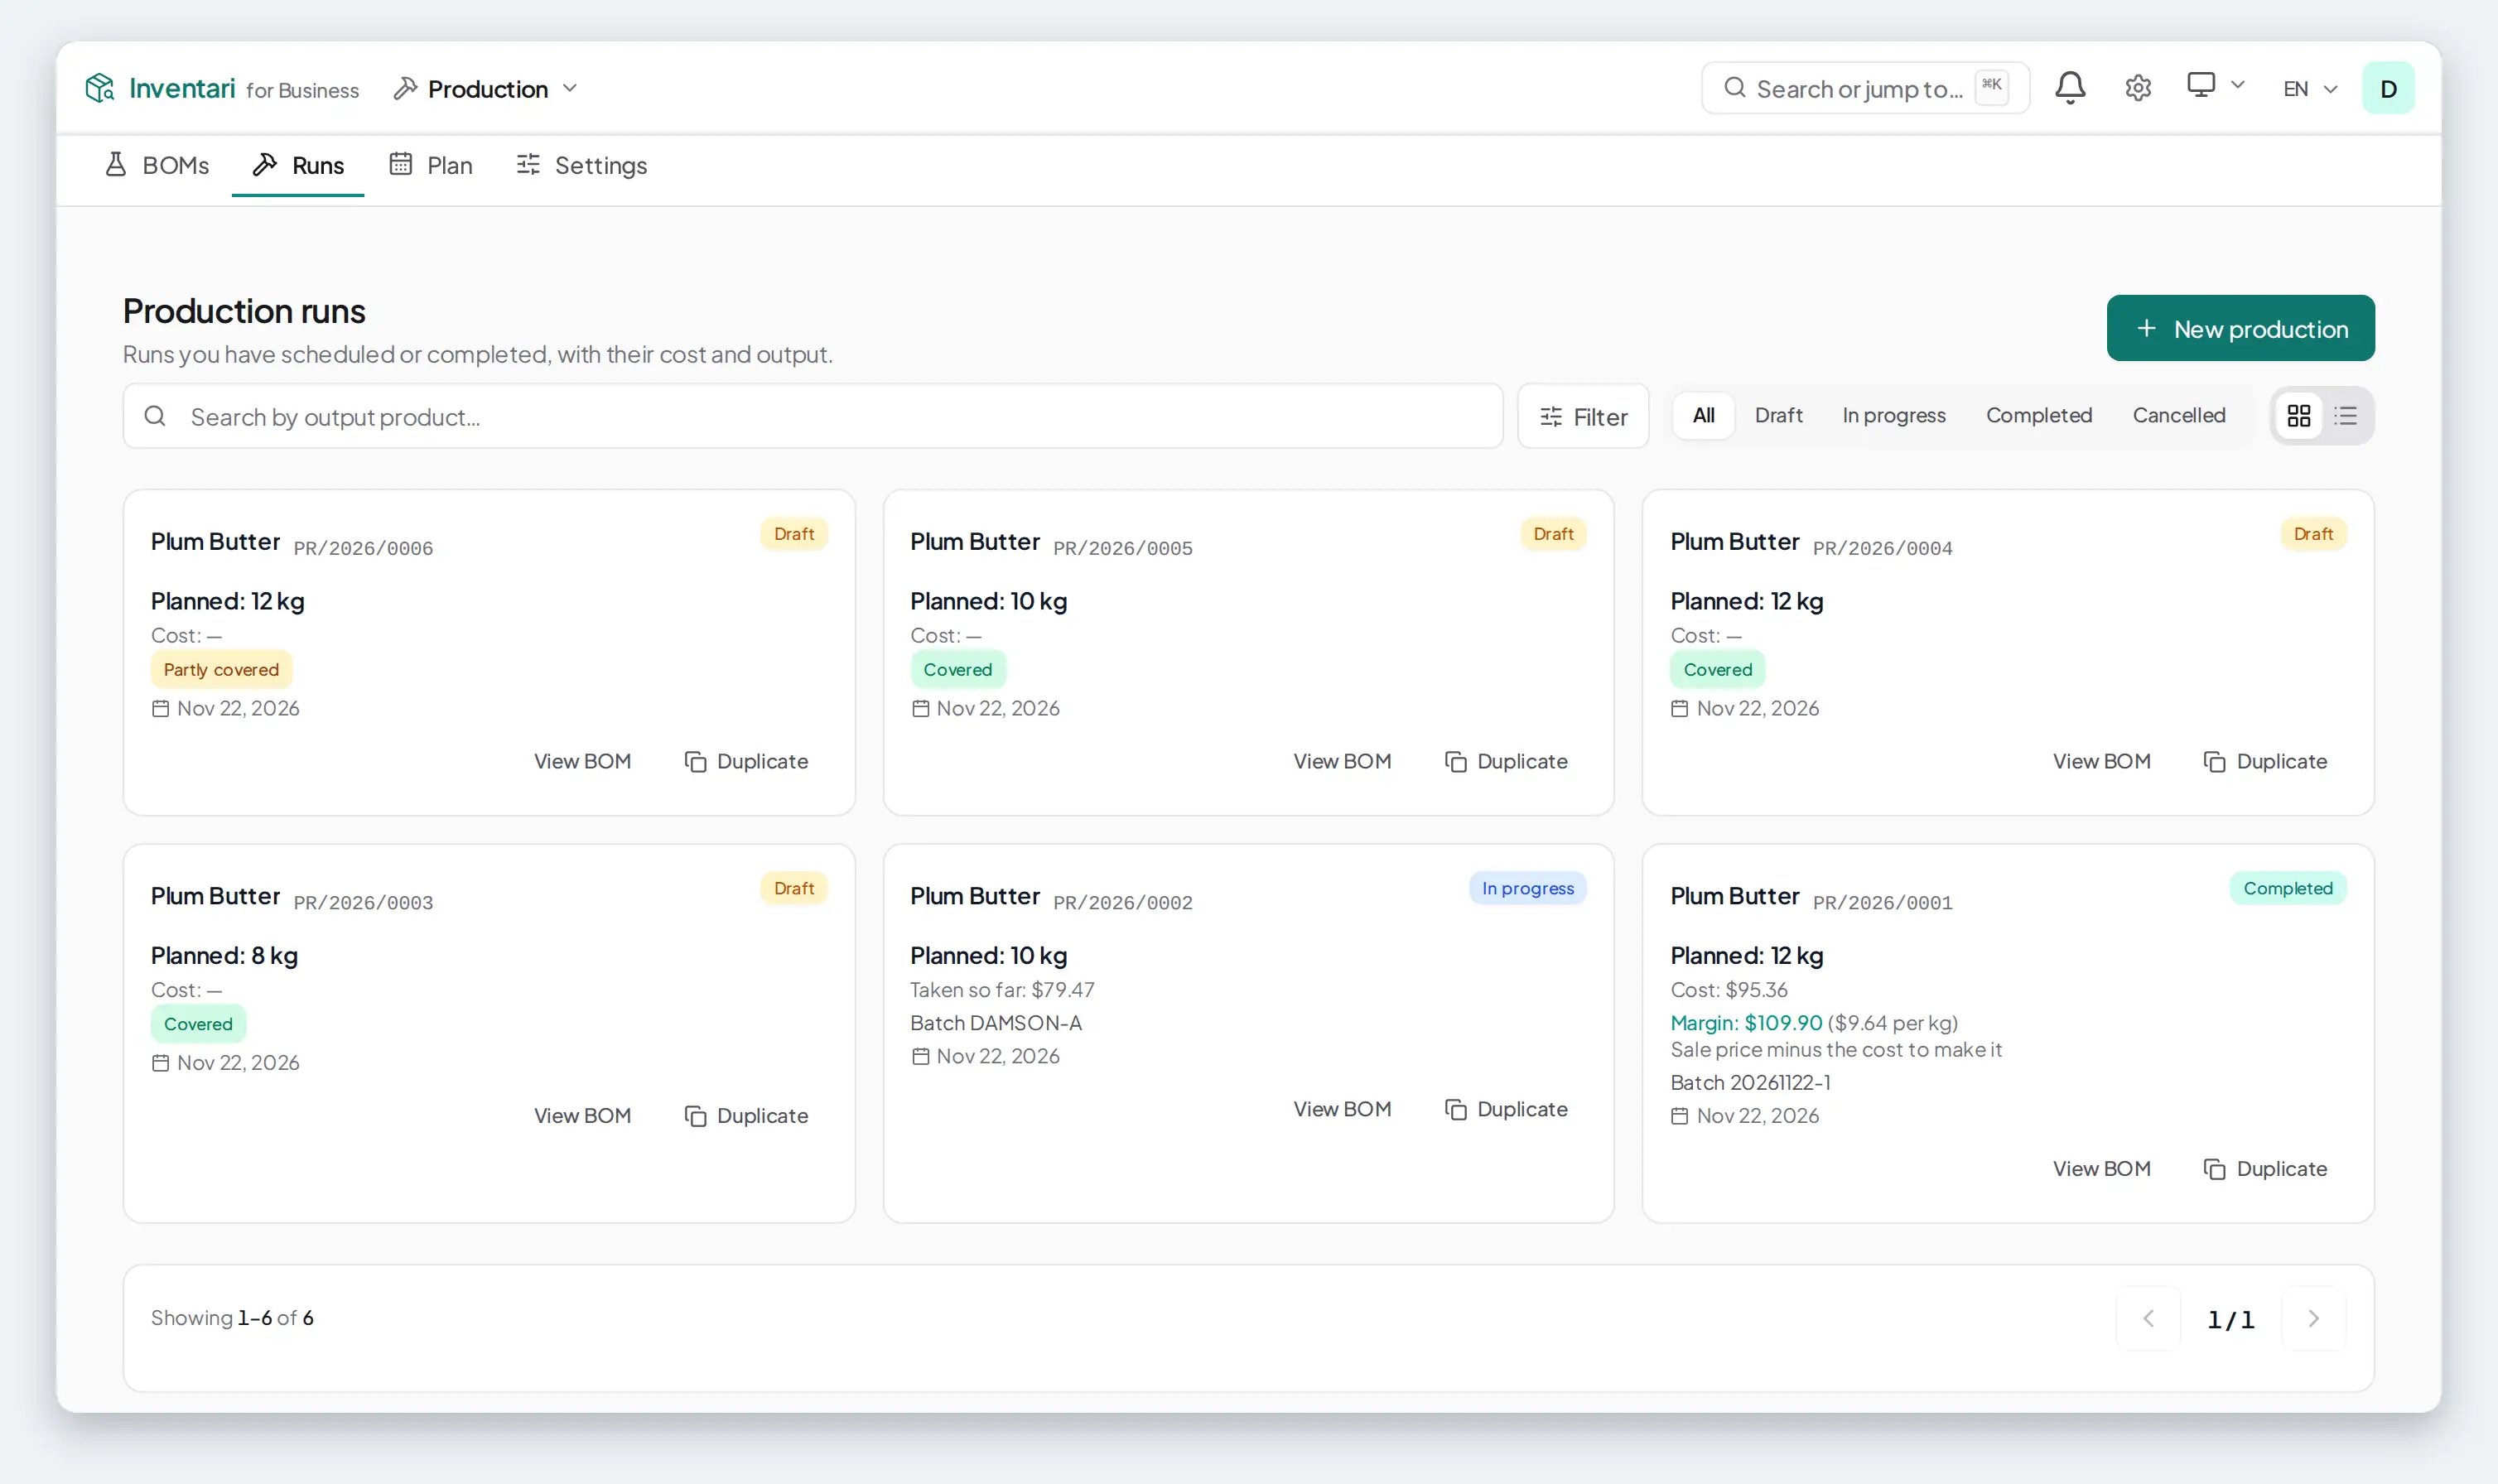 Inventari for Business Production Search or jump to... ⌘K EN D
BOMs Runs Plan Settings
Production runs
Runs you have scheduled or completed, with their cost and output.
New production
Search by output product... Filter All Draft In progress Completed Cancelled
Plum Butter PR/2026/0006 Draft
Planned: 12 kg
Cost: —
Partly covered
Nov 22, 2026
View BOM Duplicate
Plum Butter PR/2026/0005 Draft
Planned: 10 kg
Cost: —
Covered
Nov 22, 2026
View BOM Duplicate
Plum Butter PR/2026/0004 Draft
Planned: 12 kg
Cost: —
Covered
Nov 22, 2026
View BOM Duplicate
Plum Butter PR/2026/0003 Draft
Planned: 8 kg
Cost: —
Covered
Nov 22, 2026
View BOM Duplicate
Plum Butter PR/2026/0002 In progress
Planned: 10 kg
Taken so far: $79.47
Batch DAMSON-A
Nov 22, 2026
View BOM Duplicate
Plum Butter PR/2026/0001 Completed
Planned: 12 kg
Cost: $95.36
Margin: $109.90 ($9.64 per kg)
Sale price minus the cost to make it
Batch 20261122-1
Nov 22, 2026
View BOM Duplicate
Showing 1–6 of 6 1/1